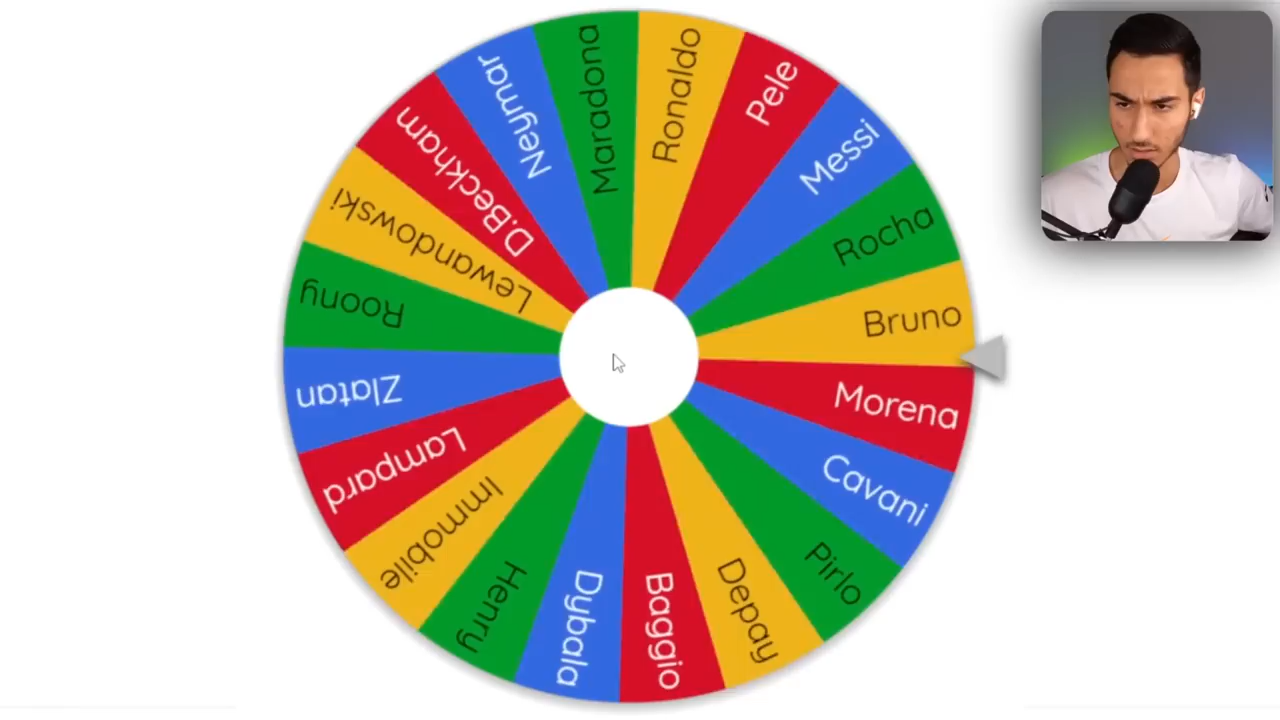 Maradona
Ronaldo
Pele
Messi
Rocha
Bruno
Morena
Cavani
Pirlo
Depay
Baggio
Dybala
Henry
Immobile
Lampard
Zlatan
Roony
Lewandowski
D.Beckham
Neymar